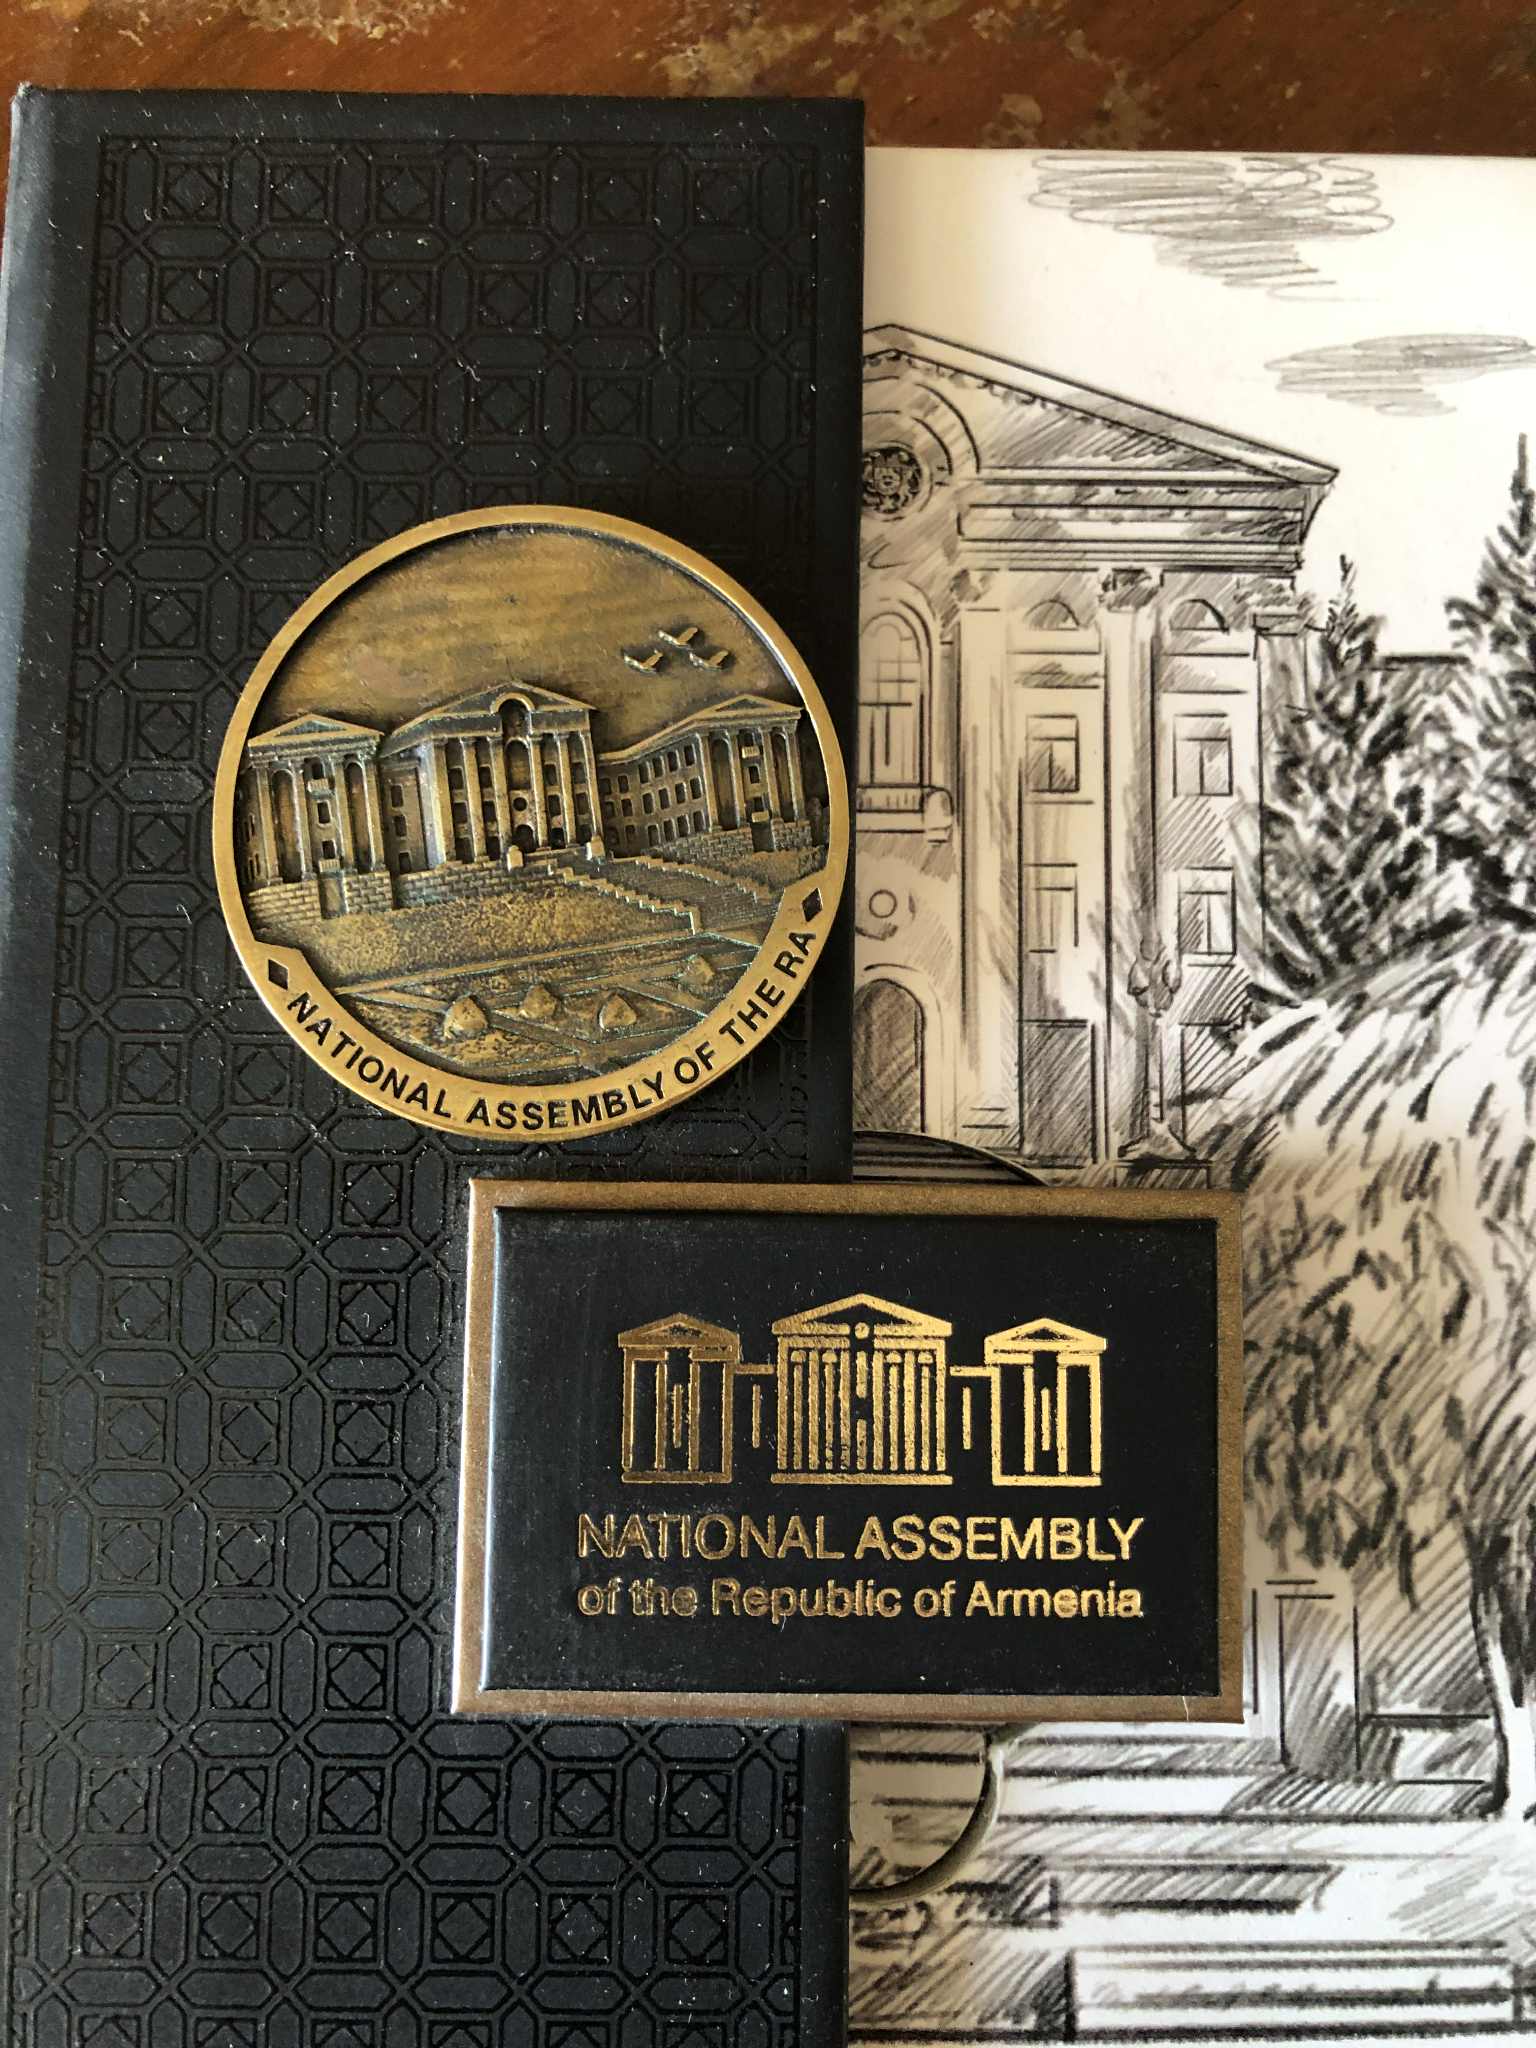 NATIONAL ASSEMBLY OF THE RA
NATIONAL ASSEMBLY
of the Republic of Armenia